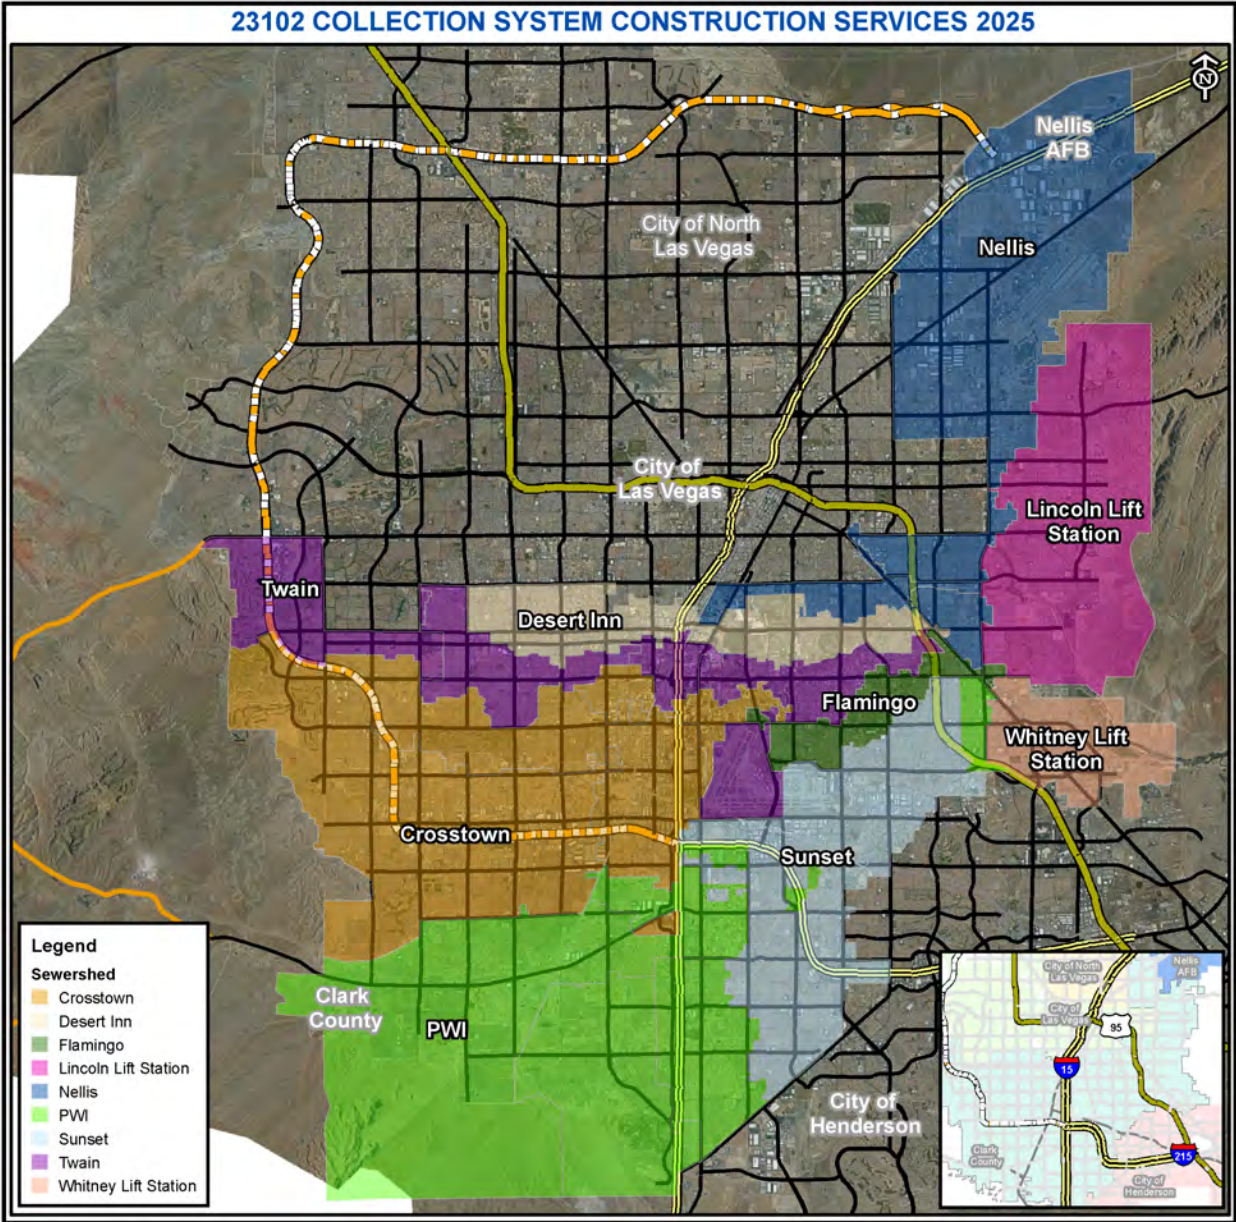 23102 COLLECTION SYSTEM CONSTRUCTION SERVICES 2025
N
Nellis
AFB
City of North
Las Vegas
Nellis
City of
Las Vegas
Lincoln Lift
Station
Twain
Desert Inn
Flamingo
Whitney Lift
Station
Crosstown
Sunset
Clark
County
PWI
City of
Henderson
Legend
Sewershed
Crosstown
Desert Inn
Flamingo
Lincoln Lift Station
Nellis
PWI
Sunset
Twain
Whitney Lift Station
City of North
Las Vegas
Nellis
AFB
City of
Las Vegas
95
15
Clark
County
215
City of
Henderson